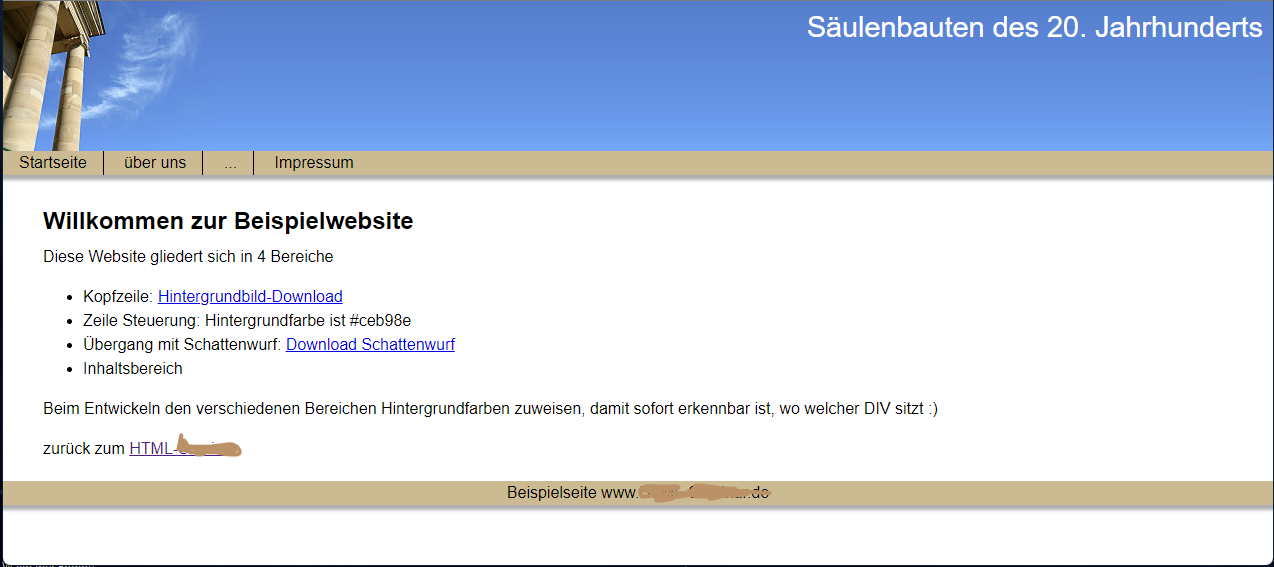 Säulenbauten des 20. Jahrhunderts
Startseite über uns ... Impressum
Willkommen zur Beispielwebsite
Diese Website gliedert sich in 4 Bereiche
Kopfzeile: Hintergrundbild-Download
Zeile Steuerung: Hintergrundfarbe ist #ceb98e
Übergang mit Schattenwurf: Download Schattenwurf
Inhaltsbereich
Beim Entwickeln den verschiedenen Bereichen Hintergrundfarben zuweisen, damit sofort erkennbar ist, wo welcher DIV sitzt :)
zurück zum HTML-
Beispielseite www. .de